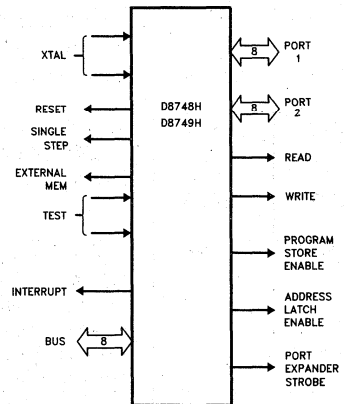 XTAL
RESET
SINGLE
STEP
EXTERNAL
MEM
TEST
INTERRUPT
BUS
8
D8748H
D8749H
8
PORT
1
8
PORT
2
READ
WRITE
PROGRAM
STORE
ENABLE
ADDRESS
LATCH
ENABLE
PORT
EXPANDER
STROBE